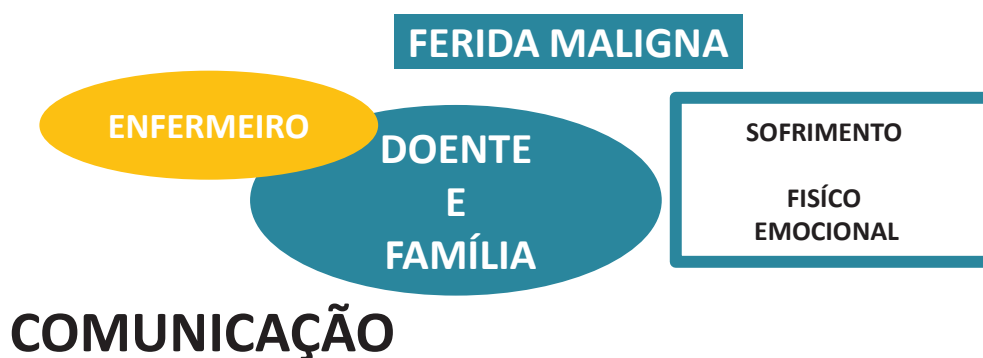 FERIDA MALIGNA
ENFERMEIRO
DOENTE
E
FAMÍLIA
SOFRIMENTO
FISÍCO
EMOCIONAL
COMUNICAÇÃO